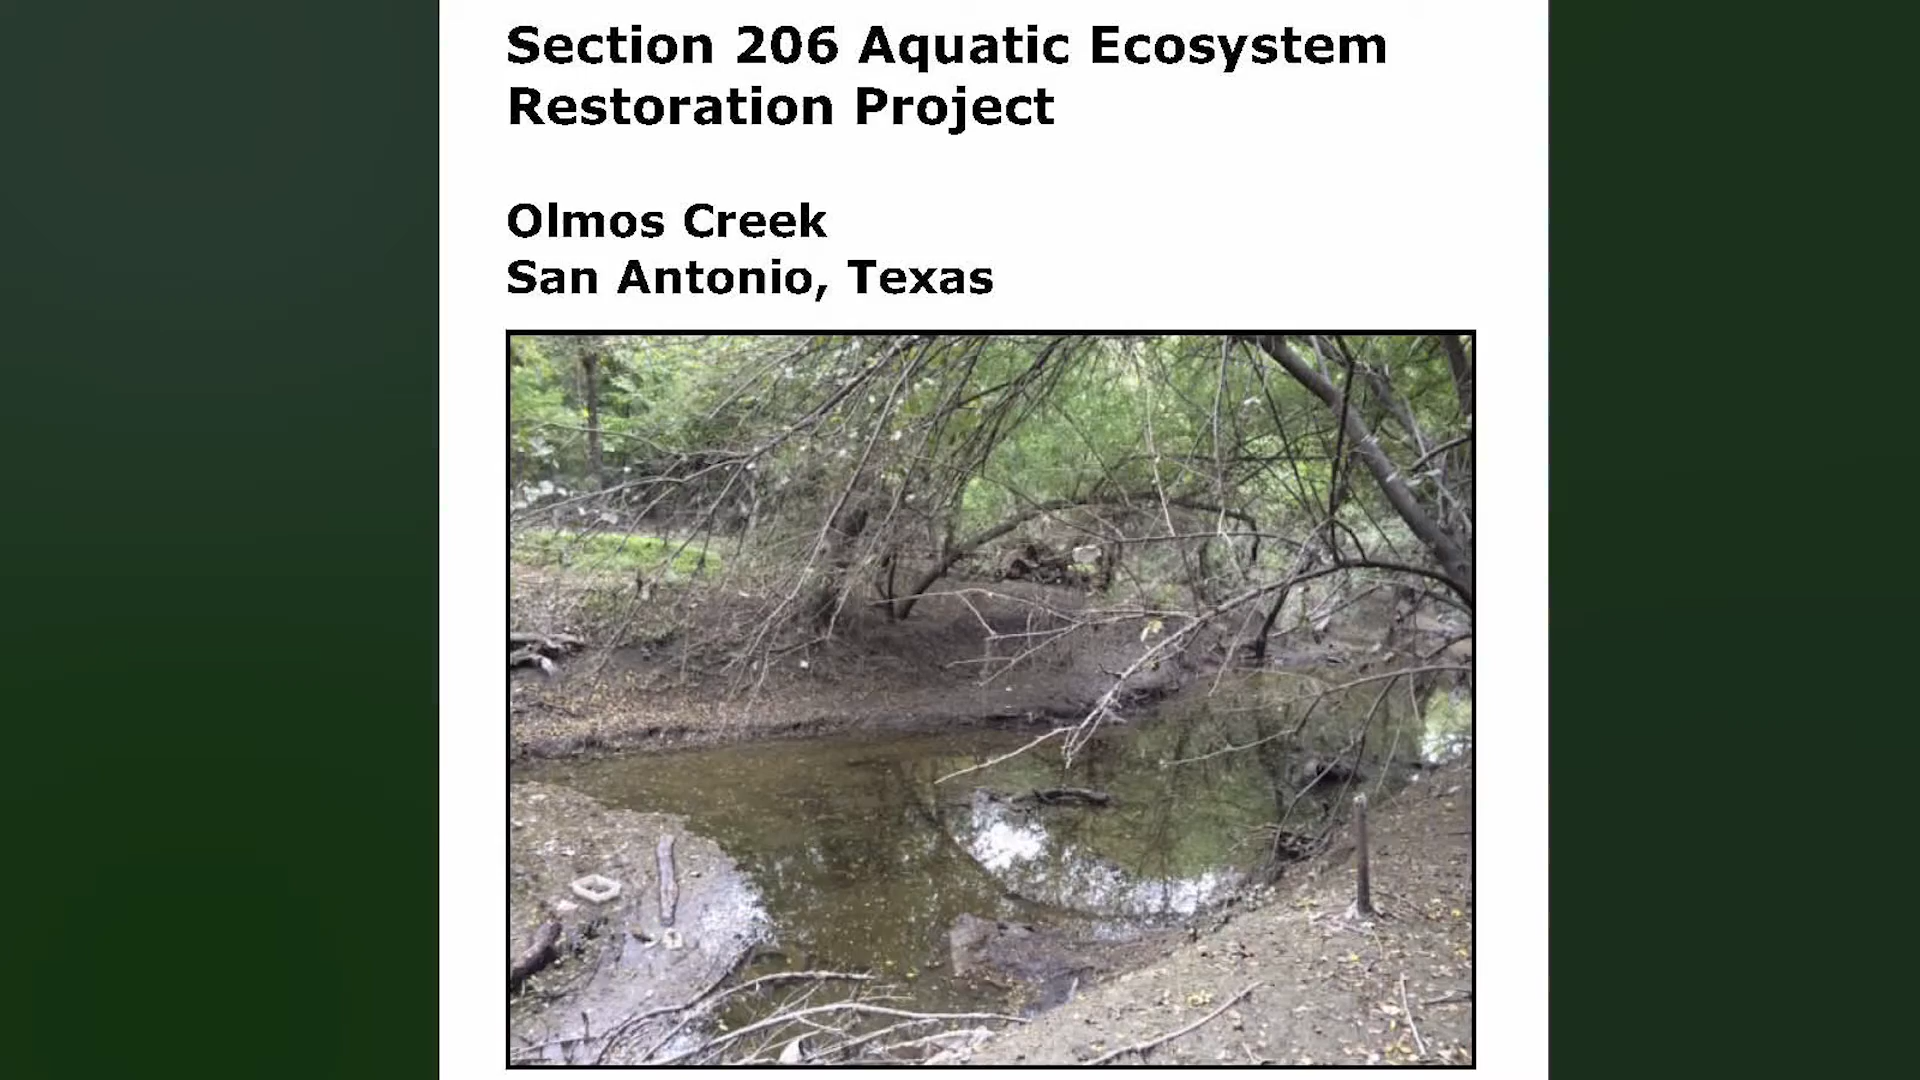 Section 206 Aquatic Ecosystem
Restoration Project
Olmos Creek
San Antonio, Texas